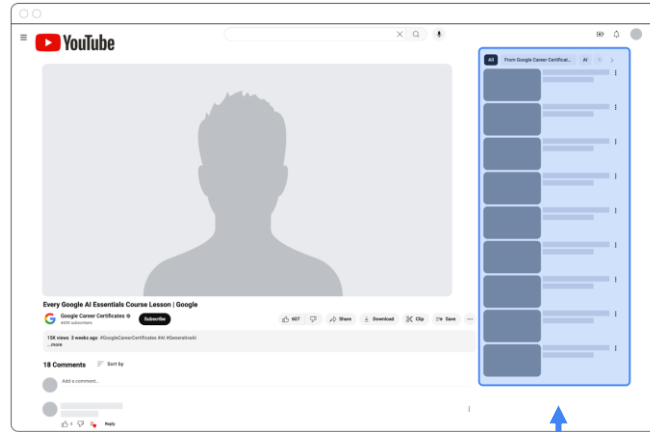 YouTube
All From Google Career Certificat... AI
Every Google AI Essentials Course Lesson | Google
Google Career Certificates
Subscribe
607 Share Download Clip Save ...
15K views 3 weeks ago #GoogleCareerCertificates #AI #GenerativeAI
...more
18 Comments Sort by
Add a comment...
Reply